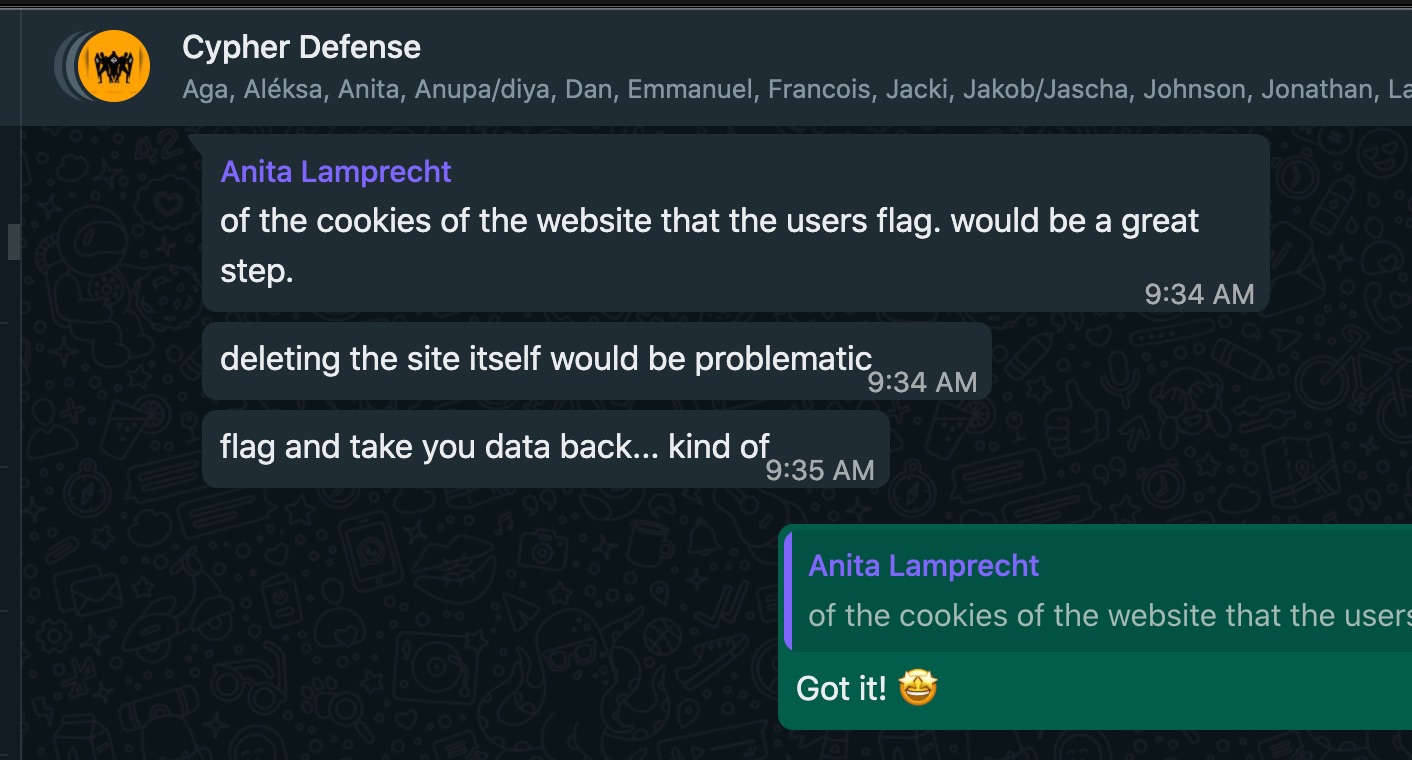 Cypher Defense
Aga, Aléksa, Anita, Anupa/diya, Dan, Emmanuel, Francois, Jacki, Jakob/Jascha, Johnson, Jonathan, La
Anita Lamprecht
of the cookies of the website that the users flag. would be a great
step.
9:34 AM
deleting the site itself would be problematic
9:34 AM
flag and take you data back... kind of
9:35 AM
Anita Lamprecht
of the cookies of the website that the users
Got it! 🤩